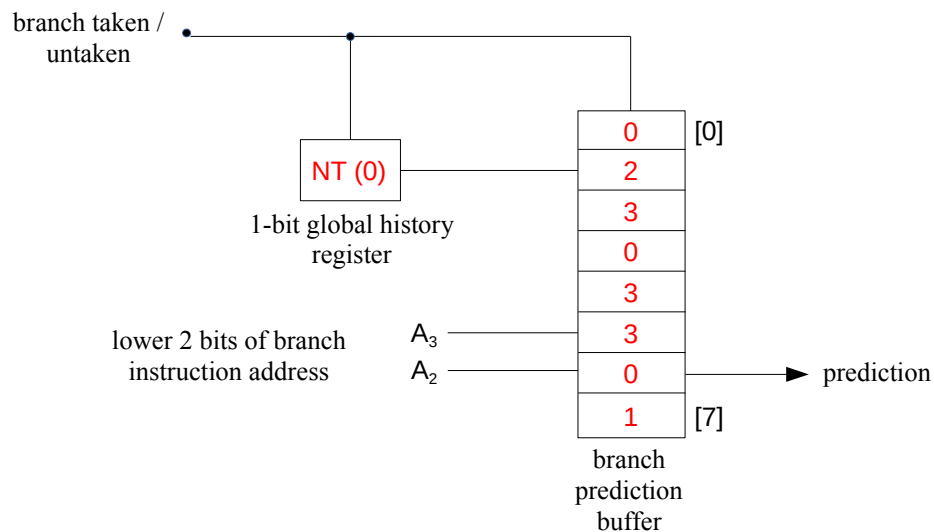 branch taken /
untaken
0 [0]
NT (0)
2
3
1-bit global history
register
0
3
lower 2 bits of branch
instruction address
A₃
3
A₂
0
prediction
1 [7]
branch
prediction
buffer